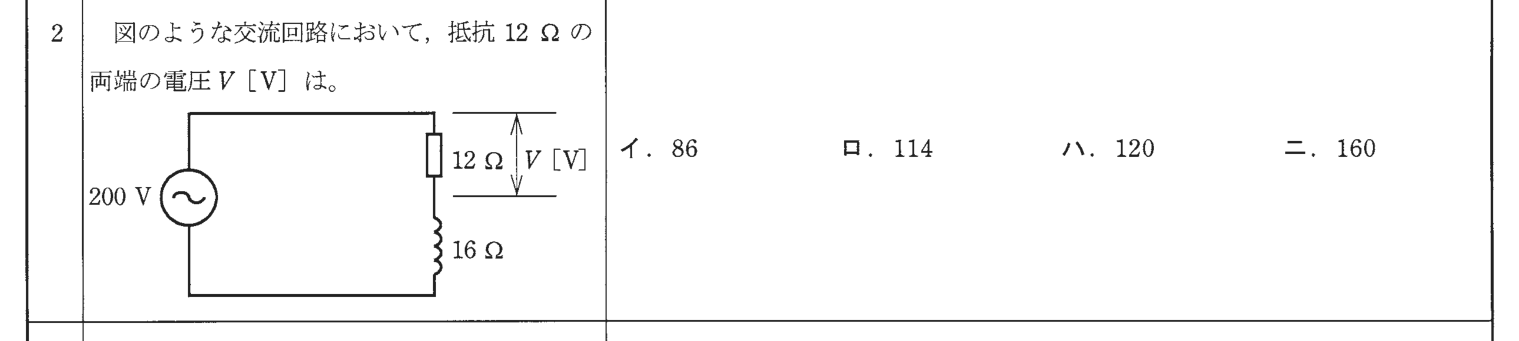 2
図のような交流回路において，抵抗 12 Ω の
両端の電圧 V ［V］ は。
200 V
12 Ω
V ［V］
16 Ω
イ．86
ロ．114
ハ．120
ニ．160